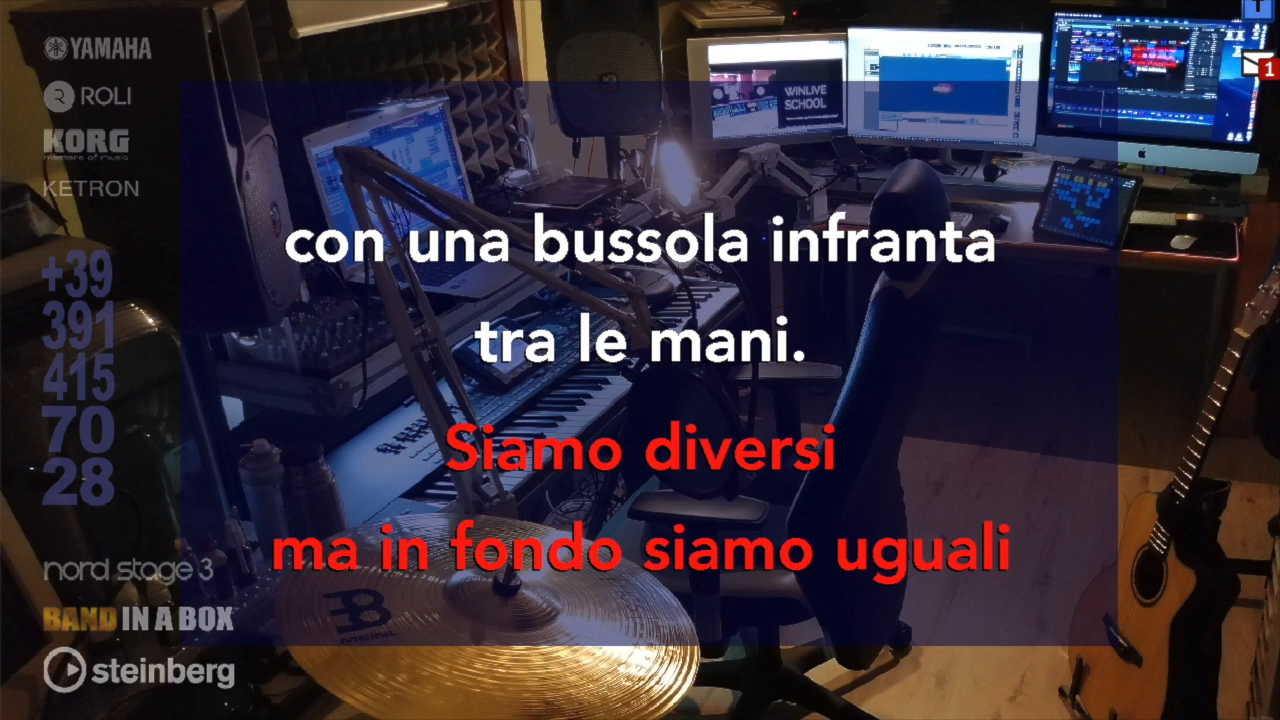 YAMAHA
ROLI
KORG
masters of music
KETRON
+39
391
415
70
28
nord stage 3
BAND IN A BOX
steinberg
WINLIVE
SCHOOL
1
con una bussola infranta
tra le mani.
Siamo diversi
ma in fondo siamo uguali
MEINL